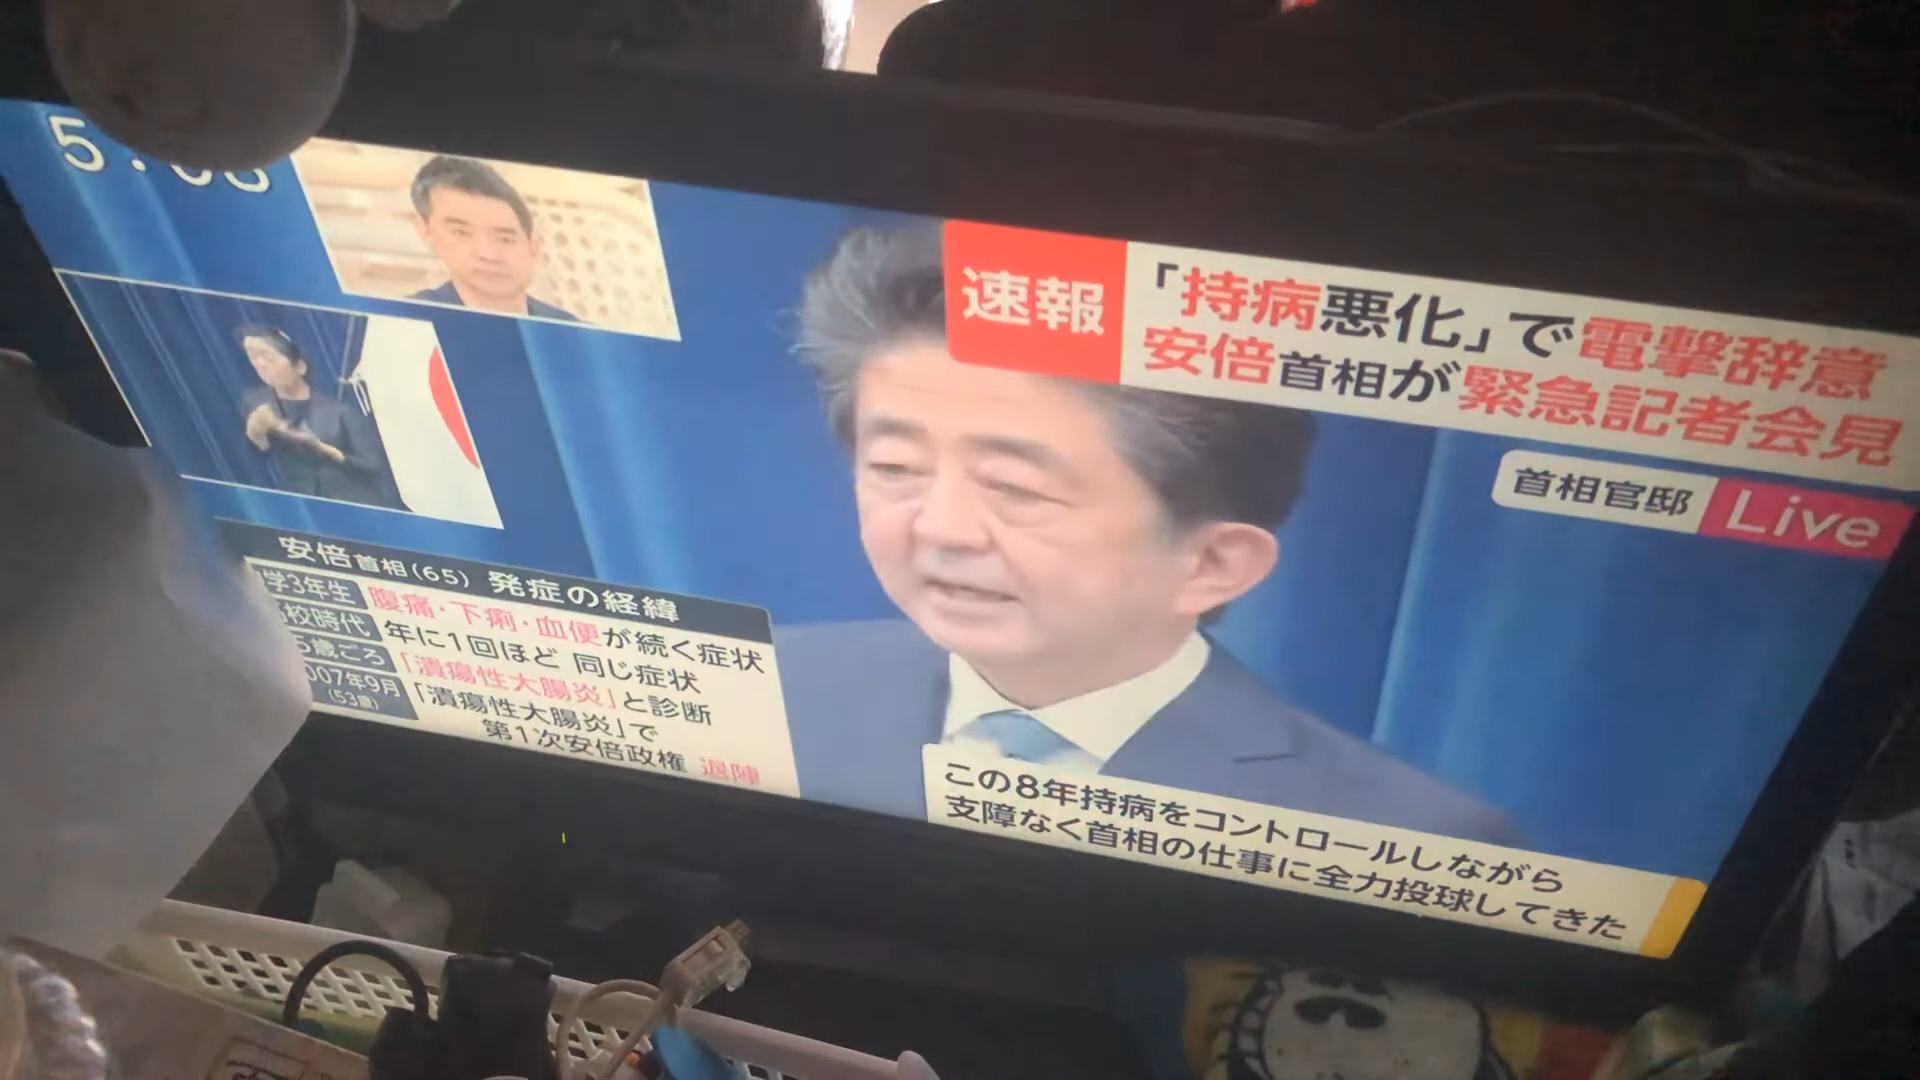 速報
「持病悪化」で電撃辞意
安倍首相が緊急記者会見
首相官邸 Live
安倍首相(65) 発症の経緯
学3年生 腹痛・下痢・血便が続く症状
校時代 年に1回ほど 同じ症状
5歳ごろ 「潰瘍性大腸炎」と診断
007年9月 「潰瘍性大腸炎」で
(53歳) 第1次安倍政権 退陣
この8年持病をコントロールしながら
支障なく首相の仕事に全力投球してきた